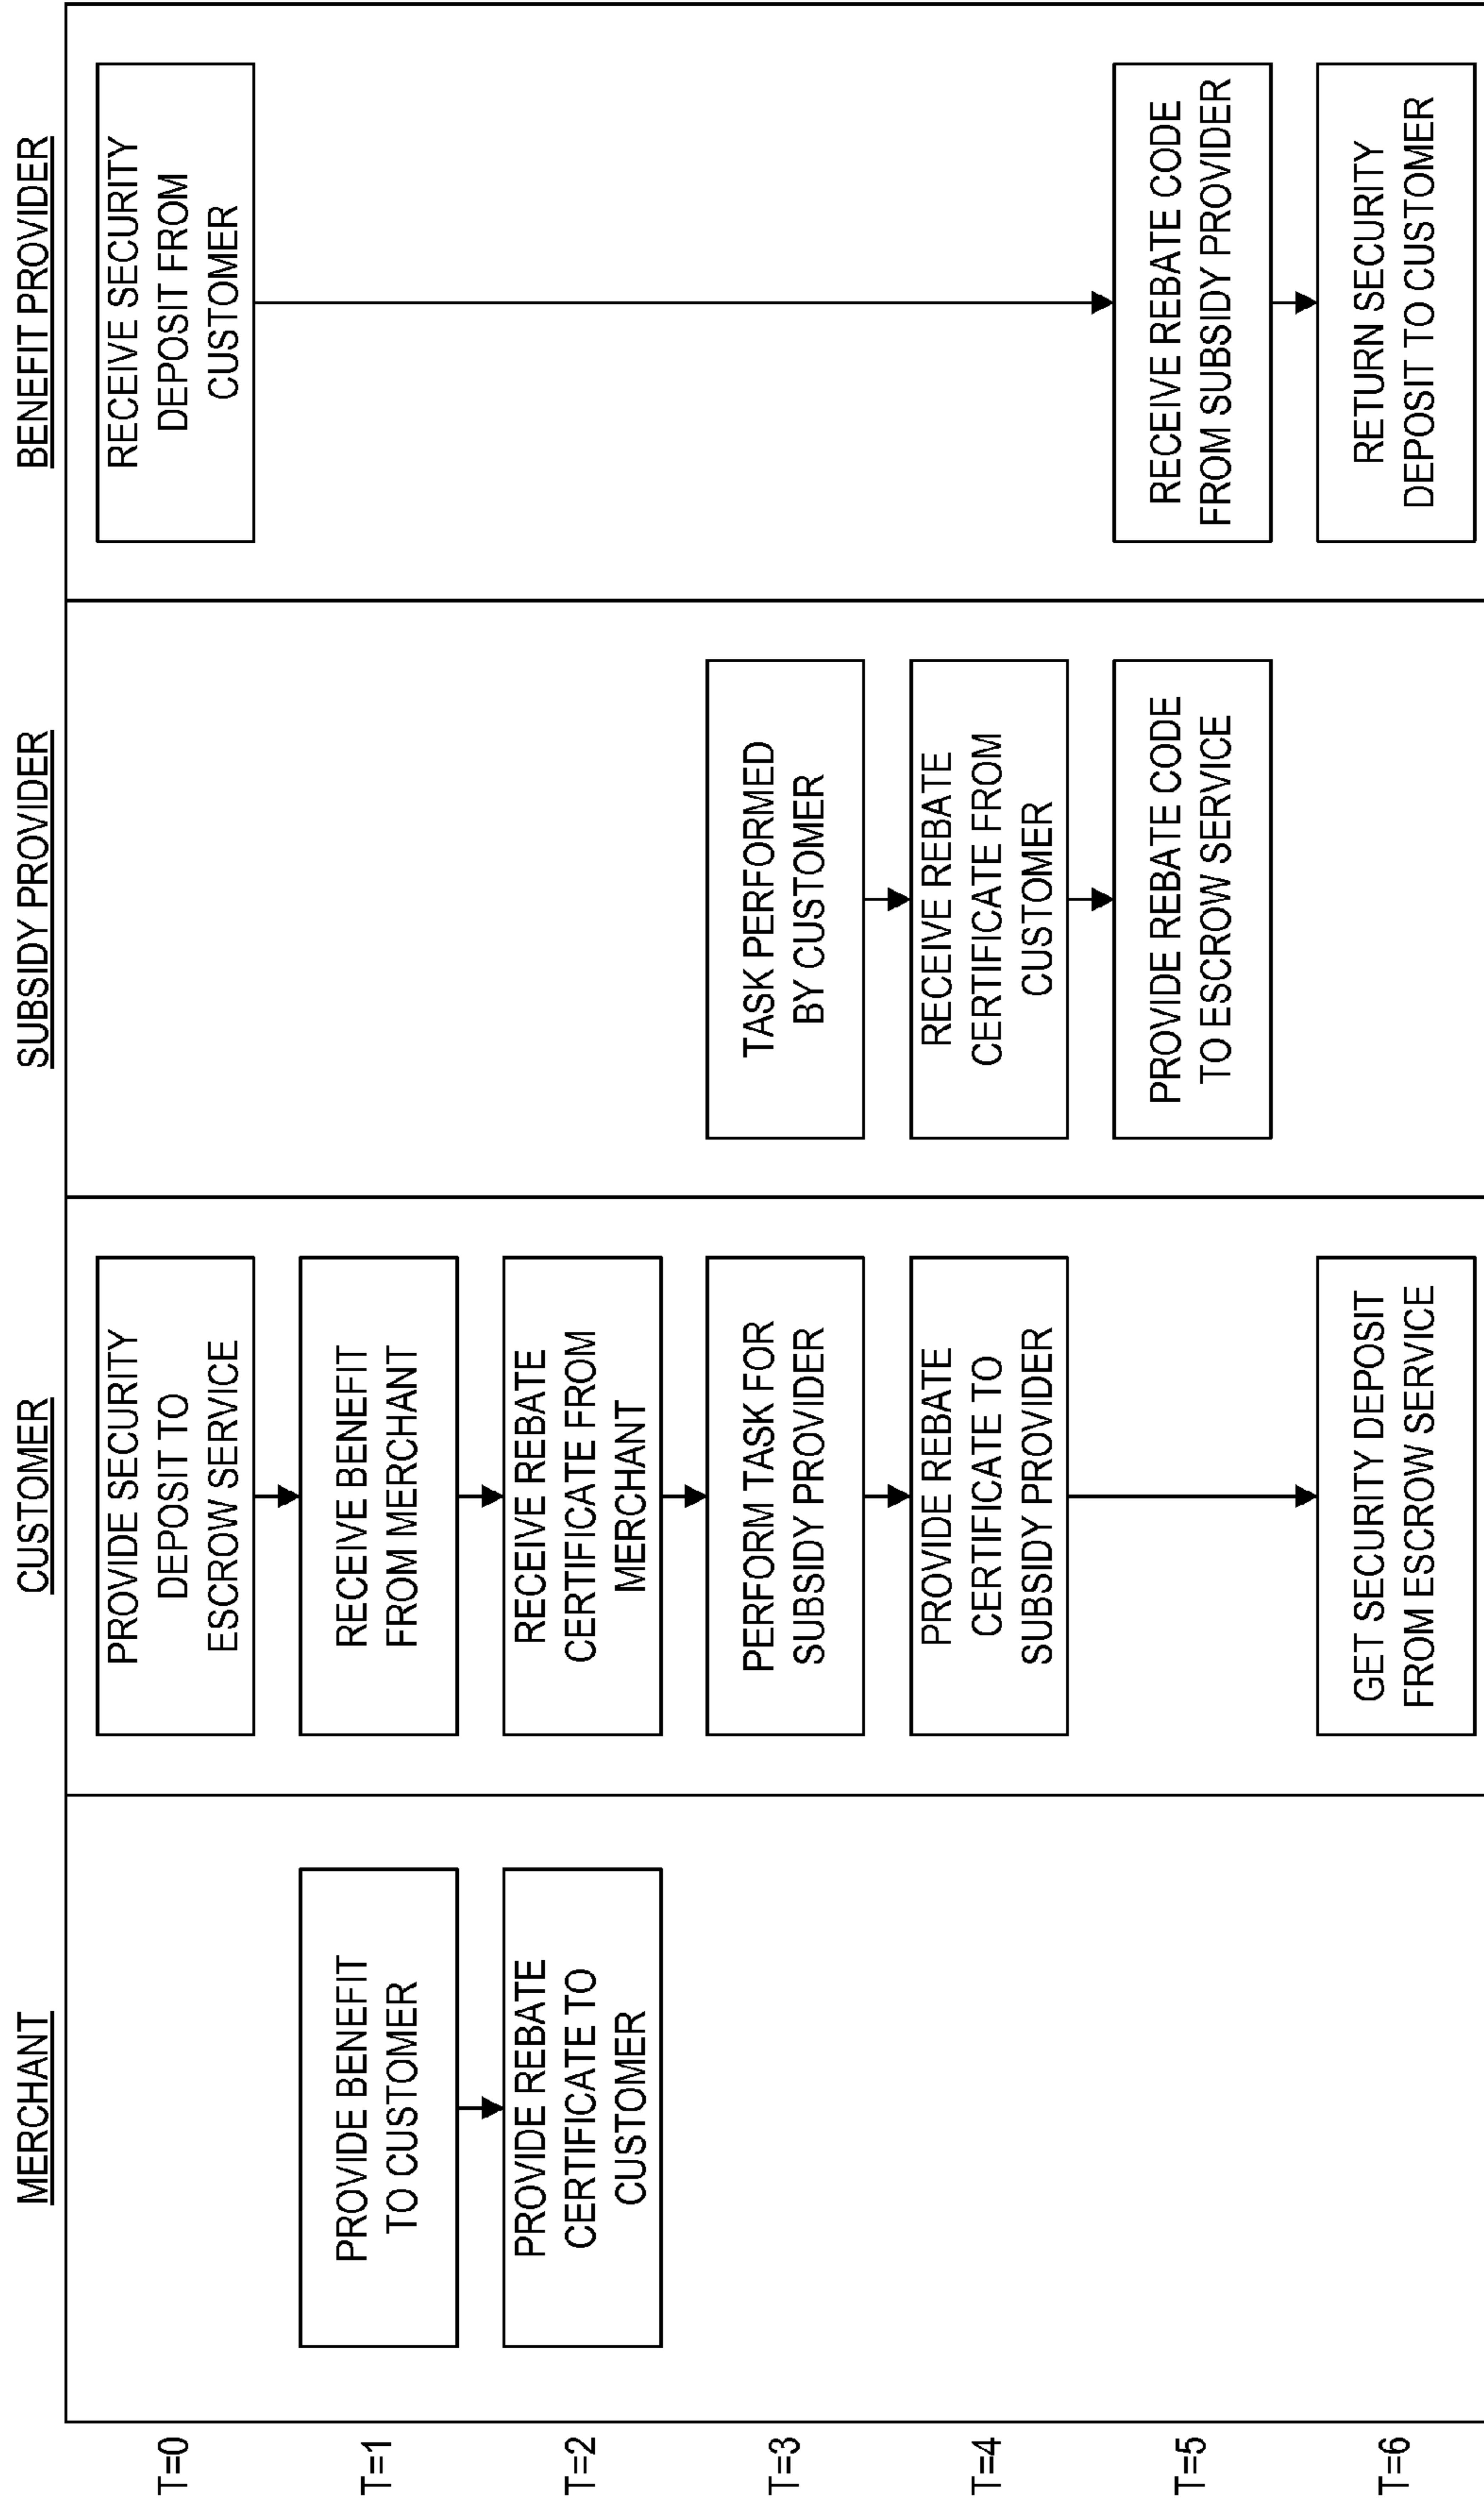 MERCHANT
CUSTOMER
SUBSIDY PROVIDER
BENEFIT PROVIDER
T=0
PROVIDE SECURITY
DEPOSIT TO
ESCROW SERVICE
RECEIVE SECURITY
DEPOSIT FROM
CUSTOMER
T=1
PROVIDE BENEFIT
TO CUSTOMER
RECEIVE BENEFIT
FROM MERCHANT
T=2
PROVIDE REBATE
CERTIFICATE TO
CUSTOMER
RECEIVE REBATE
CERTIFICATE FROM
MERCHANT
T=3
PERFORM TASK FOR
SUBSIDY PROVIDER
TASK PERFORMED
BY CUSTOMER
T=4
PROVIDE REBATE
CERTIFICATE TO
SUBSIDY PROVIDER
RECEIVE REBATE
CERTIFICATE FROM
CUSTOMER
T=5
PROVIDE REBATE CODE
TO ESCROW SERVICE
RECEIVE REBATE CODE
FROM SUBSIDY PROVIDER
T=6
GET SECURITY DEPOSIT
FROM ESCROW SERVICE
RETURN SECURITY
DEPOSIT TO CUSTOMER